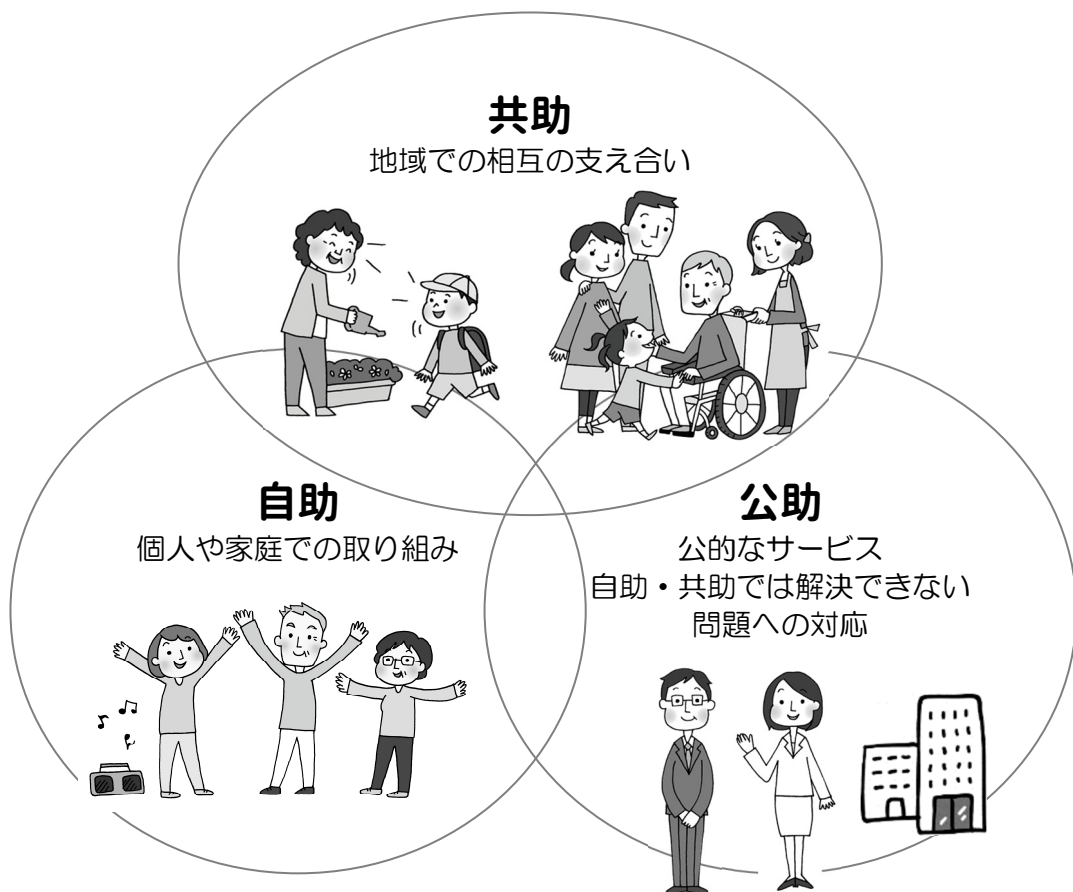 共助
地域での相互の支え合い
自助
個人や家庭での取り組み
公助
公的なサービス
自助・共助では解決できない
問題への対応